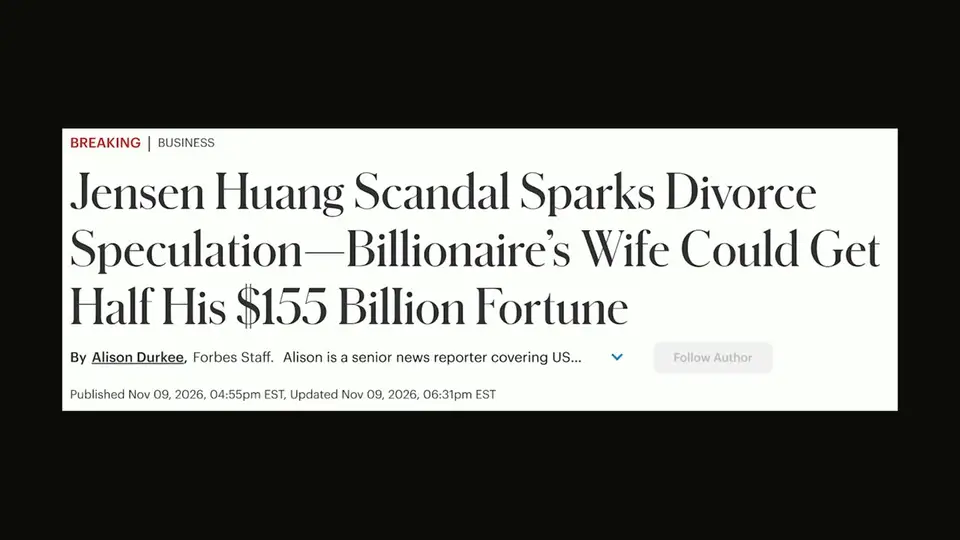 BREAKING | BUSINESS
Jensen Huang Scandal Sparks Divorce
Speculation—Billionaire’s Wife Could Get
Half His $155 Billion Fortune
By Alison Durkee, Forbes Staff. Alison is a senior news reporter covering US... Follow Author
Published Nov 09, 2026, 04:55pm EST, Updated Nov 09, 2026, 06:31pm EST